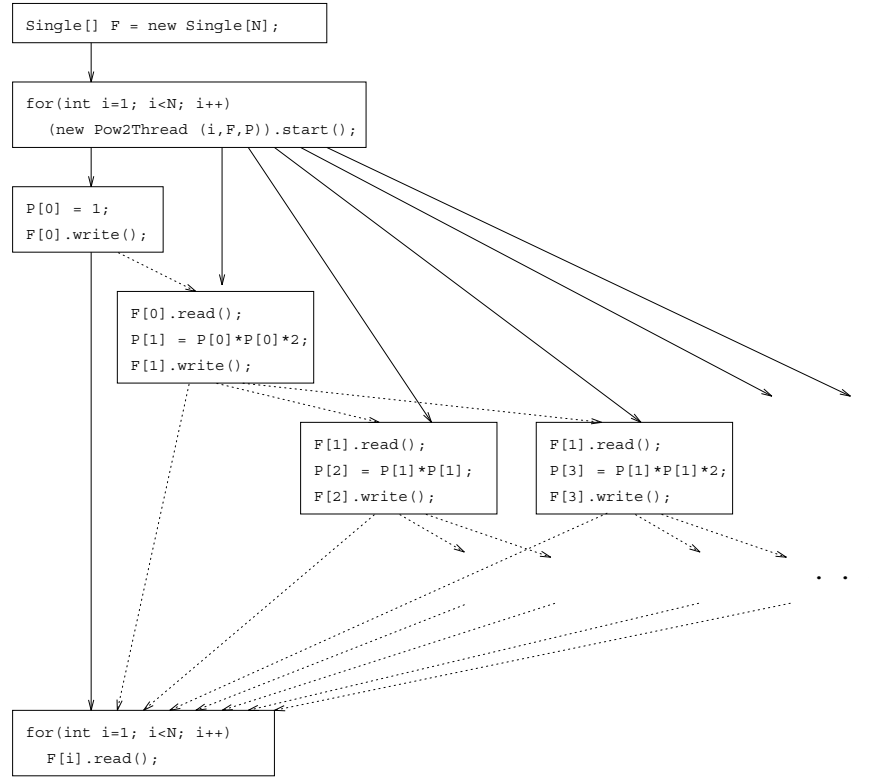 Single[] F = new Single[N];
for(int i=1; i<N; i++)
(new Pow2Thread (i,F,P)).start();
P[0] = 1;
F[0].write();
F[0].read();
P[1] = P[0]*P[0]*2;
F[1].write();
F[1].read();
P[2] = P[1]*P[1];
F[2].write();
F[1].read();
P[3] = P[1]*P[1]*2;
F[3].write();
. .
for(int i=1; i<N; i++)
F[i].read();